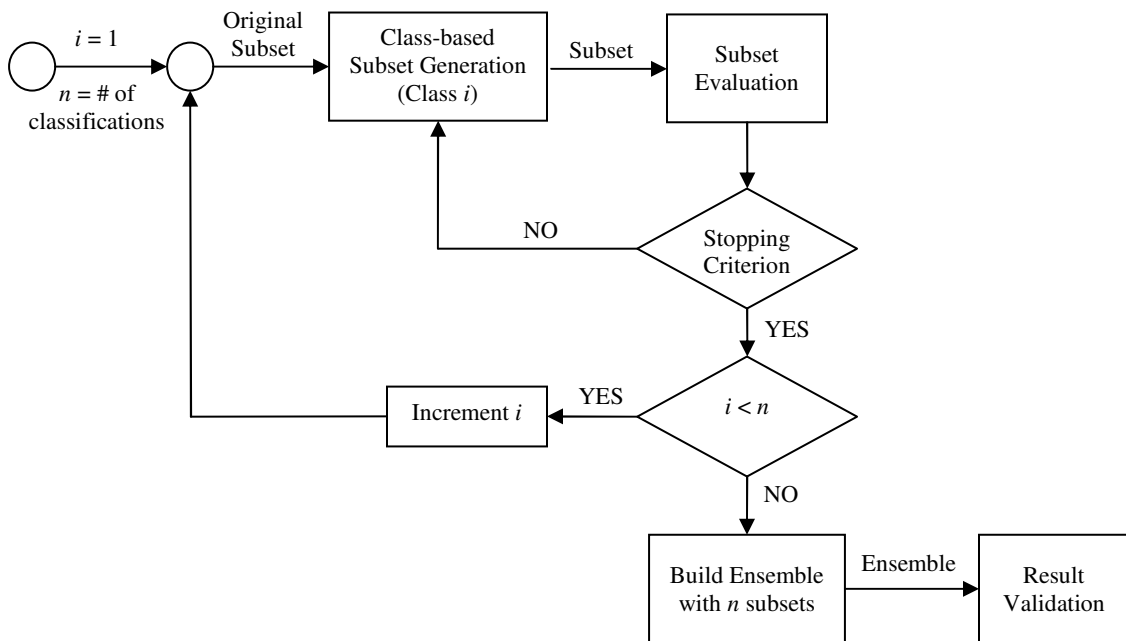 i = 1
n = # of
classifications
Original
Subset
Class-based
Subset Generation
(Class i)
Subset
Subset
Evaluation
NO
Stopping
Criterion
YES
Increment i
YES
i < n
NO
Build Ensemble
with n subsets
Ensemble
Result
Validation